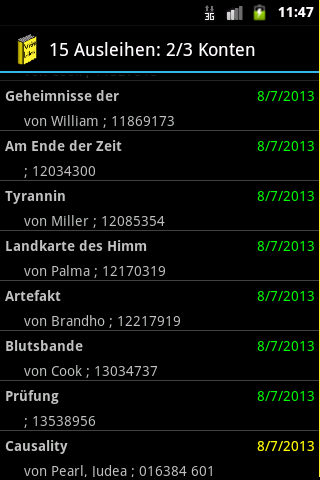 3G 11:47
15 Ausleihen: 2/3 Konten
Geheimnisse der 8/7/2013
von William ; 11869173
Am Ende der Zeit 8/7/2013
; 12034300
Tyrannin 8/7/2013
von Miller ; 12085354
Landkarte des Himm 8/7/2013
von Palma ; 12170319
Artefakt 8/7/2013
von Brandho ; 12217919
Blutsbande 8/7/2013
von Cook ; 13034737
Prüfung 8/7/2013
; 13538956
Causality 8/7/2013
von Pearl, Judea ; 016384 601